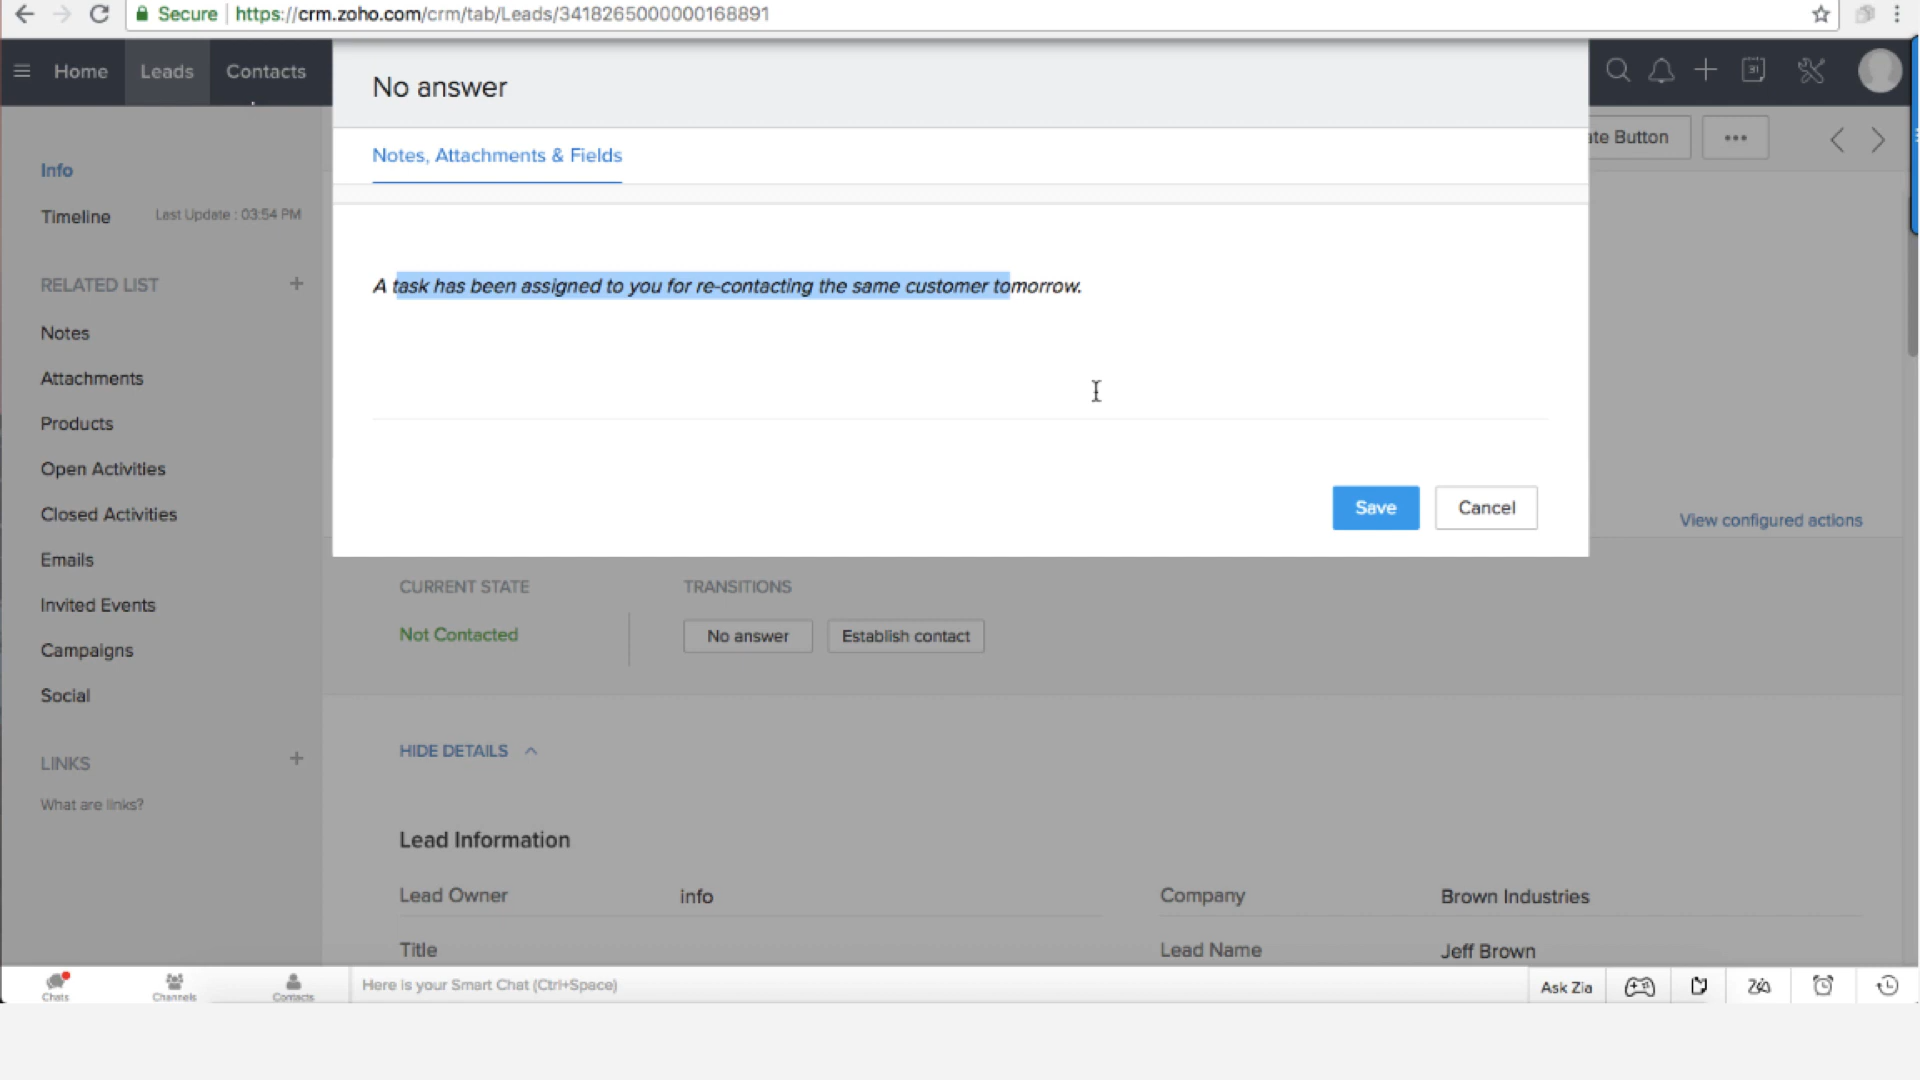 Secure https://crm.zoho.com/crm/tab/Leads/3418265000000168891
Home Leads Contacts
31
No answer
Button
Notes, Attachments & Fields
Info
Timeline Last Update : 03:54 PM
A task has been assigned to you for re-contacting the same customer tomorrow.
RELATED LIST
Notes
Attachments
Products
Open Activities
Closed Activities
Emails
Invited Events
Campaigns
Social
LINKS
What are links?
Save Cancel
View configured actions
CURRENT STATE TRANSITIONS
Not Contacted No answer Establish contact
HIDE DETAILS
Lead Information
Lead Owner info Company Brown Industries
Title Lead Name Jeff Brown
Chats Channels Contacts Here is your Smart Chat (Ctrl+Space) Ask Zia